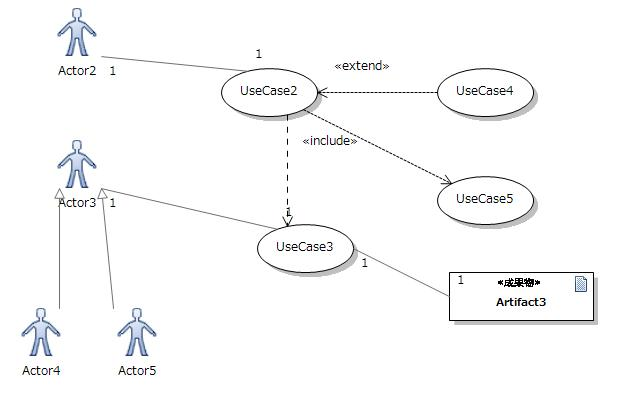 1
«extend»
Actor2
1
UseCase2
UseCase4
«include»
Actor3
1
1
UseCase5
UseCase3
1
1
«成果物»
Artifact3
Actor4
Actor5